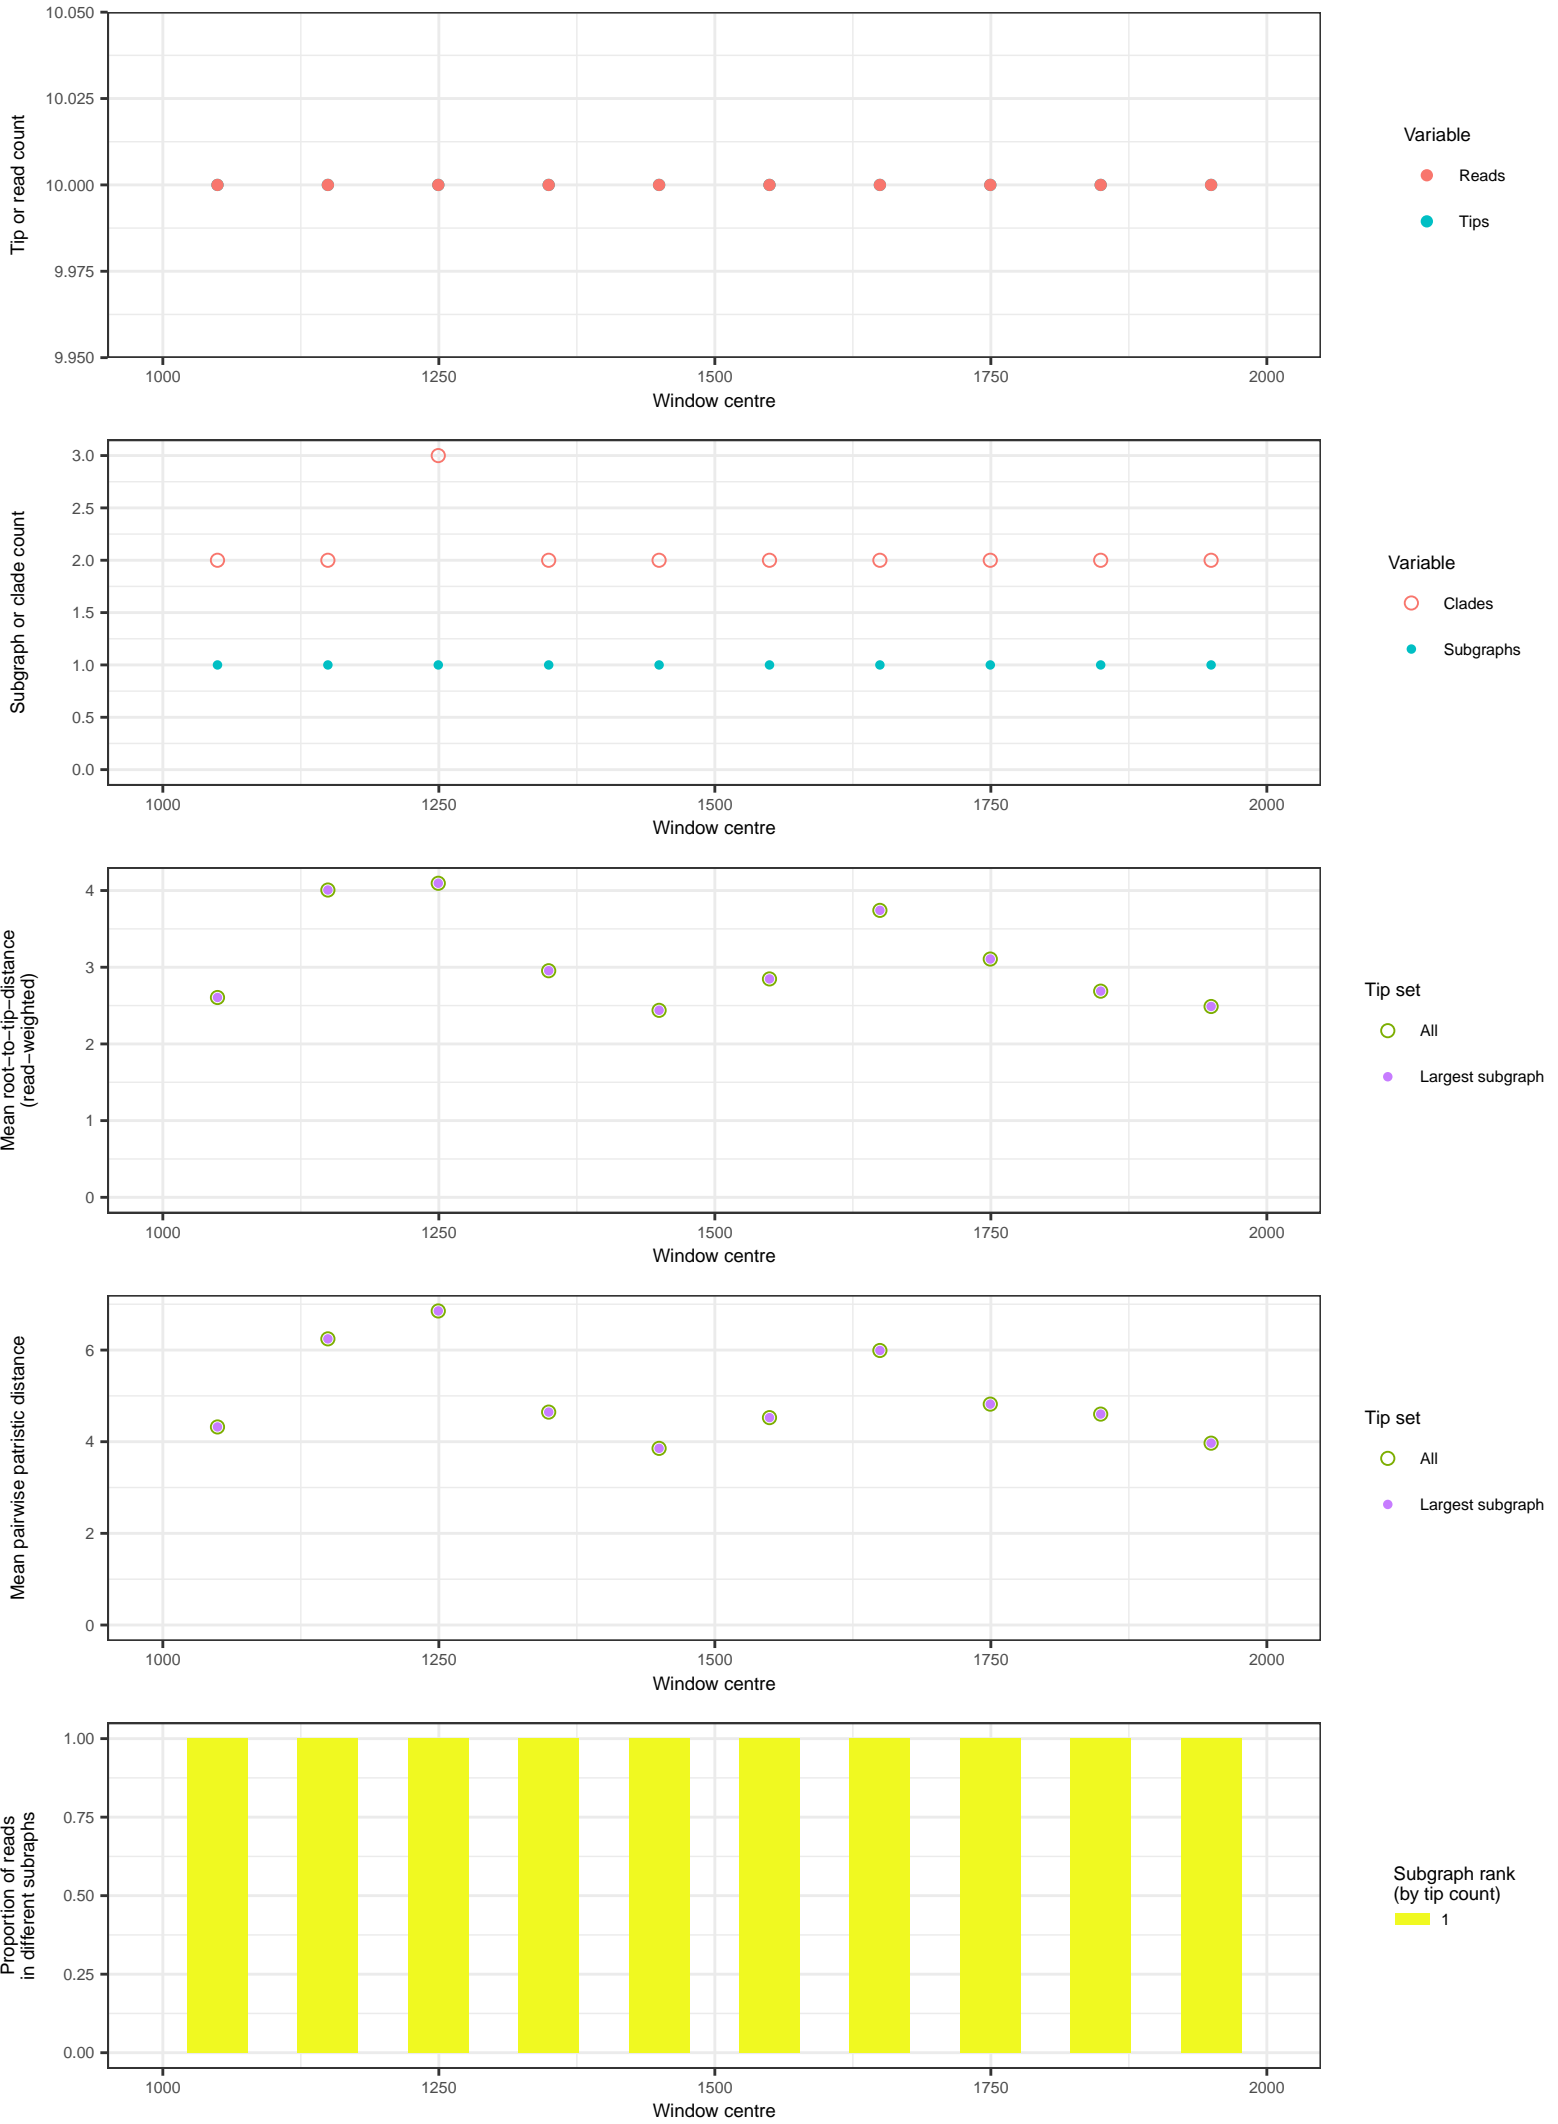 10.050
10.025
10.000
9.975
9.950
Tip or read count
1000 1250 1500 1750 2000
Window centre
Variable
Reads
Tips
3.0
2.5
2.0
1.5
1.0
0.5
0.0
Subgraph or clade count
1000 1250 1500 1750 2000
Window centre
Variable
Clades
Subgraphs
4
3
2
1
0
Mean root−to−tip−distance
(read−weighted)
1000 1250 1500 1750 2000
Window centre
Tip set
All
Largest subgraph
6
4
2
0
Mean pairwise patristic distance
1000 1250 1500 1750 2000
Window centre
Tip set
All
Largest subgraph
1.00
0.75
0.50
0.25
0.00
Proportion of reads
in different subraphs
1000 1250 1500 1750 2000
Window centre
Subgraph rank
(by tip count)
1